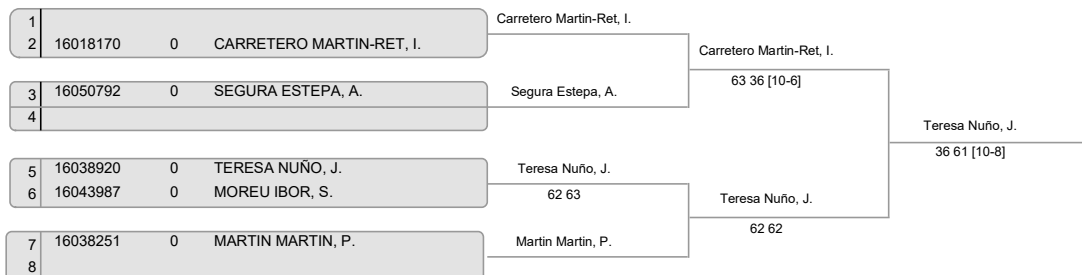 1
2 16018170 0 CARRETERO MARTIN-RET, I.
3 16050792 0 SEGURA ESTEPA, A.
4
5 16038920 0 TERESA NUÑO, J.
6 16043987 0 MOREU IBOR, S.
7 16038251 0 MARTIN MARTIN, P.
8
Carretero Martin-Ret, I.
Segura Estepa, A.
Teresa Nuño, J.
62 63
Martin Martin, P.
Carretero Martin-Ret, I.
63 36 [10-6]
Teresa Nuño, J.
62 62
Teresa Nuño, J.
36 61 [10-8]